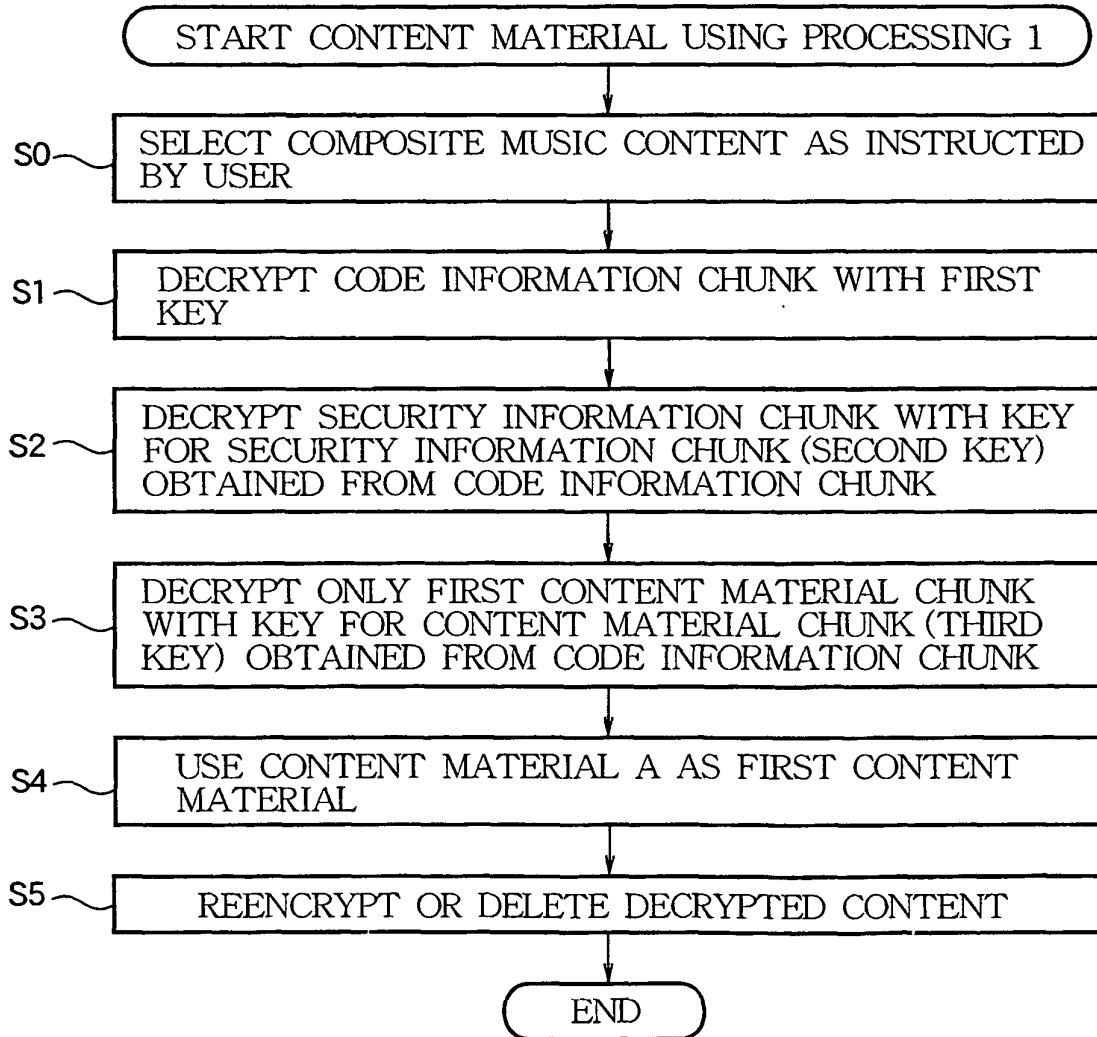 START CONTENT MATERIAL USING PROCESSING 1
S0
SELECT COMPOSITE MUSIC CONTENT AS INSTRUCTED
BY USER
S1
DECRYPT CODE INFORMATION CHUNK WITH FIRST
KEY
S2
DECRYPT SECURITY INFORMATION CHUNK WITH KEY
FOR SECURITY INFORMATION CHUNK (SECOND KEY)
OBTAINED FROM CODE INFORMATION CHUNK
S3
DECRYPT ONLY FIRST CONTENT MATERIAL CHUNK
WITH KEY FOR CONTENT MATERIAL CHUNK (THIRD
KEY) OBTAINED FROM CODE INFORMATION CHUNK
S4
USE CONTENT MATERIAL A AS FIRST CONTENT
MATERIAL
S5
REENCRYPT OR DELETE DECRYPTED CONTENT
END